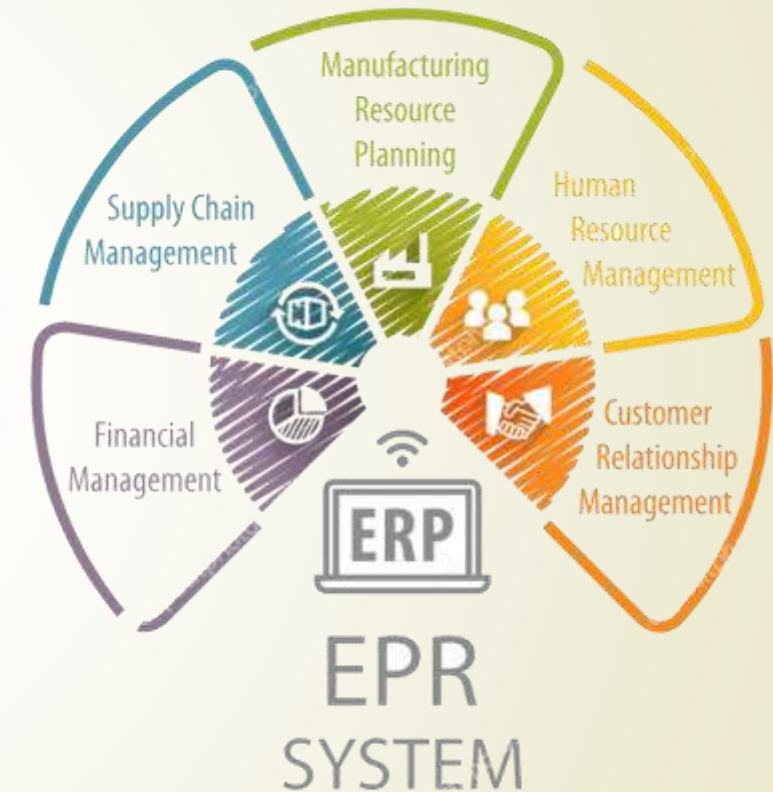 Manufacturing
Resource
Planning
Supply Chain
Management
Human
Resource
Management
Financial
Management
Customer
Relationship
Management
ERP
EPR
SYSTEM